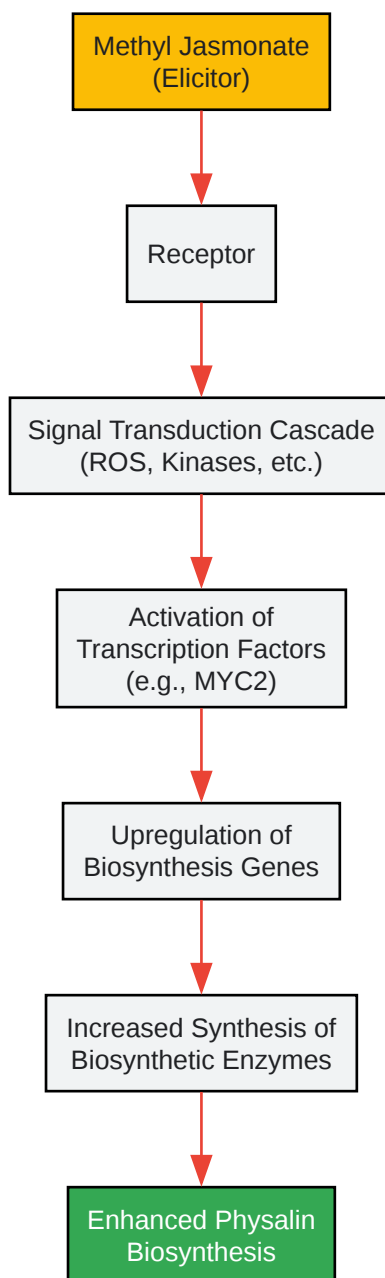 Methyl Jasmonate
(Elicitor)
Receptor
Signal Transduction Cascade
(ROS, Kinases, etc.)
Activation of
Transcription Factors
(e.g., MYC2)
Upregulation of
Biosynthesis Genes
Increased Synthesis of
Biosynthetic Enzymes
Enhanced Physalin
Biosynthesis